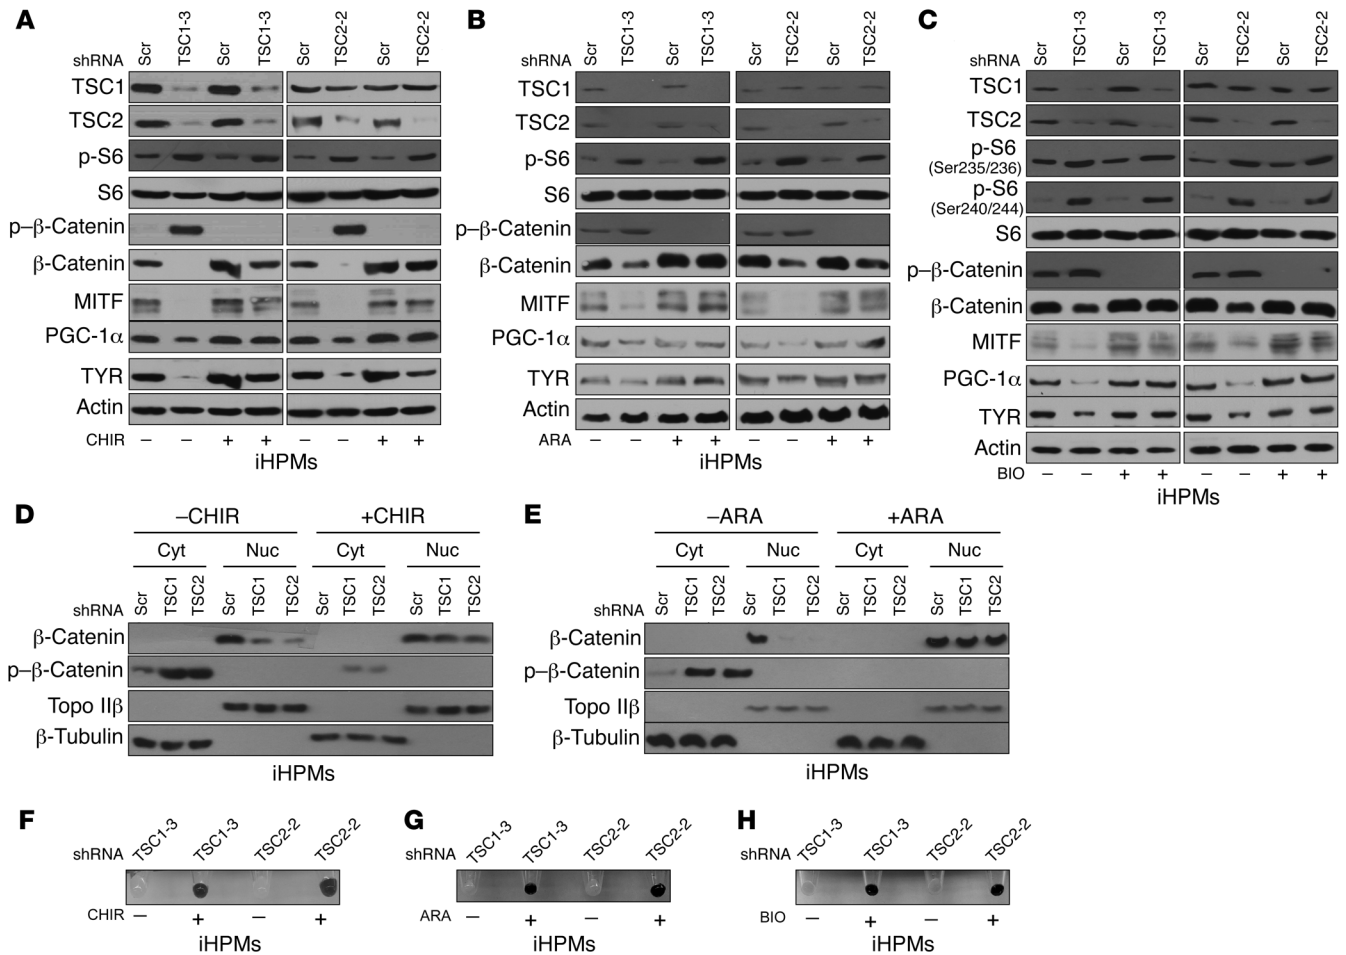 A
shRNA Scr TSC1-3 Scr TSC1-3 Scr TSC2-2 Scr TSC2-2
TSC1
TSC2
p-S6
S6
p–β-Catenin
β-Catenin
MITF
PGC-1α
TYR
Actin
CHIR – – + + – – + +
iHPMs
B
shRNA Scr TSC1-3 Scr TSC1-3 Scr TSC2-2 Scr TSC2-2
TSC1
TSC2
p-S6
S6
p–β-Catenin
β-Catenin
MITF
PGC-1α
TYR
Actin
ARA – – + + – – + +
iHPMs
C
shRNA Scr TSC1-3 Scr TSC1-3 Scr TSC2-2 Scr TSC2-2
TSC1
TSC2
p-S6
(Ser235/236)
p-S6
(Ser240/244)
S6
p–β-Catenin
β-Catenin
MITF
PGC-1α
TYR
Actin
BIO – – + + – – + +
iHPMs
D
–CHIR +CHIR
Cyt Nuc Cyt Nuc
shRNA Scr TSC1 TSC2 Scr TSC1 TSC2 Scr TSC1 TSC2 Scr TSC1 TSC2
β-Catenin
p–β-Catenin
Topo IIβ
β-Tubulin
iHPMs
E
–ARA +ARA
Cyt Nuc Cyt Nuc
shRNA Scr TSC1 TSC2 Scr TSC1 TSC2 Scr TSC1 TSC2 Scr TSC1 TSC2
β-Catenin
p–β-Catenin
Topo IIβ
β-Tubulin
iHPMs
F
shRNA TSC1-3 TSC1-3 TSC2-2 TSC2-2
CHIR – + – +
iHPMs
G
shRNA TSC1-3 TSC1-3 TSC2-2 TSC2-2
ARA – + – +
iHPMs
H
shRNA TSC1-3 TSC1-3 TSC2-2 TSC2-2
BIO – + – +
iHPMs